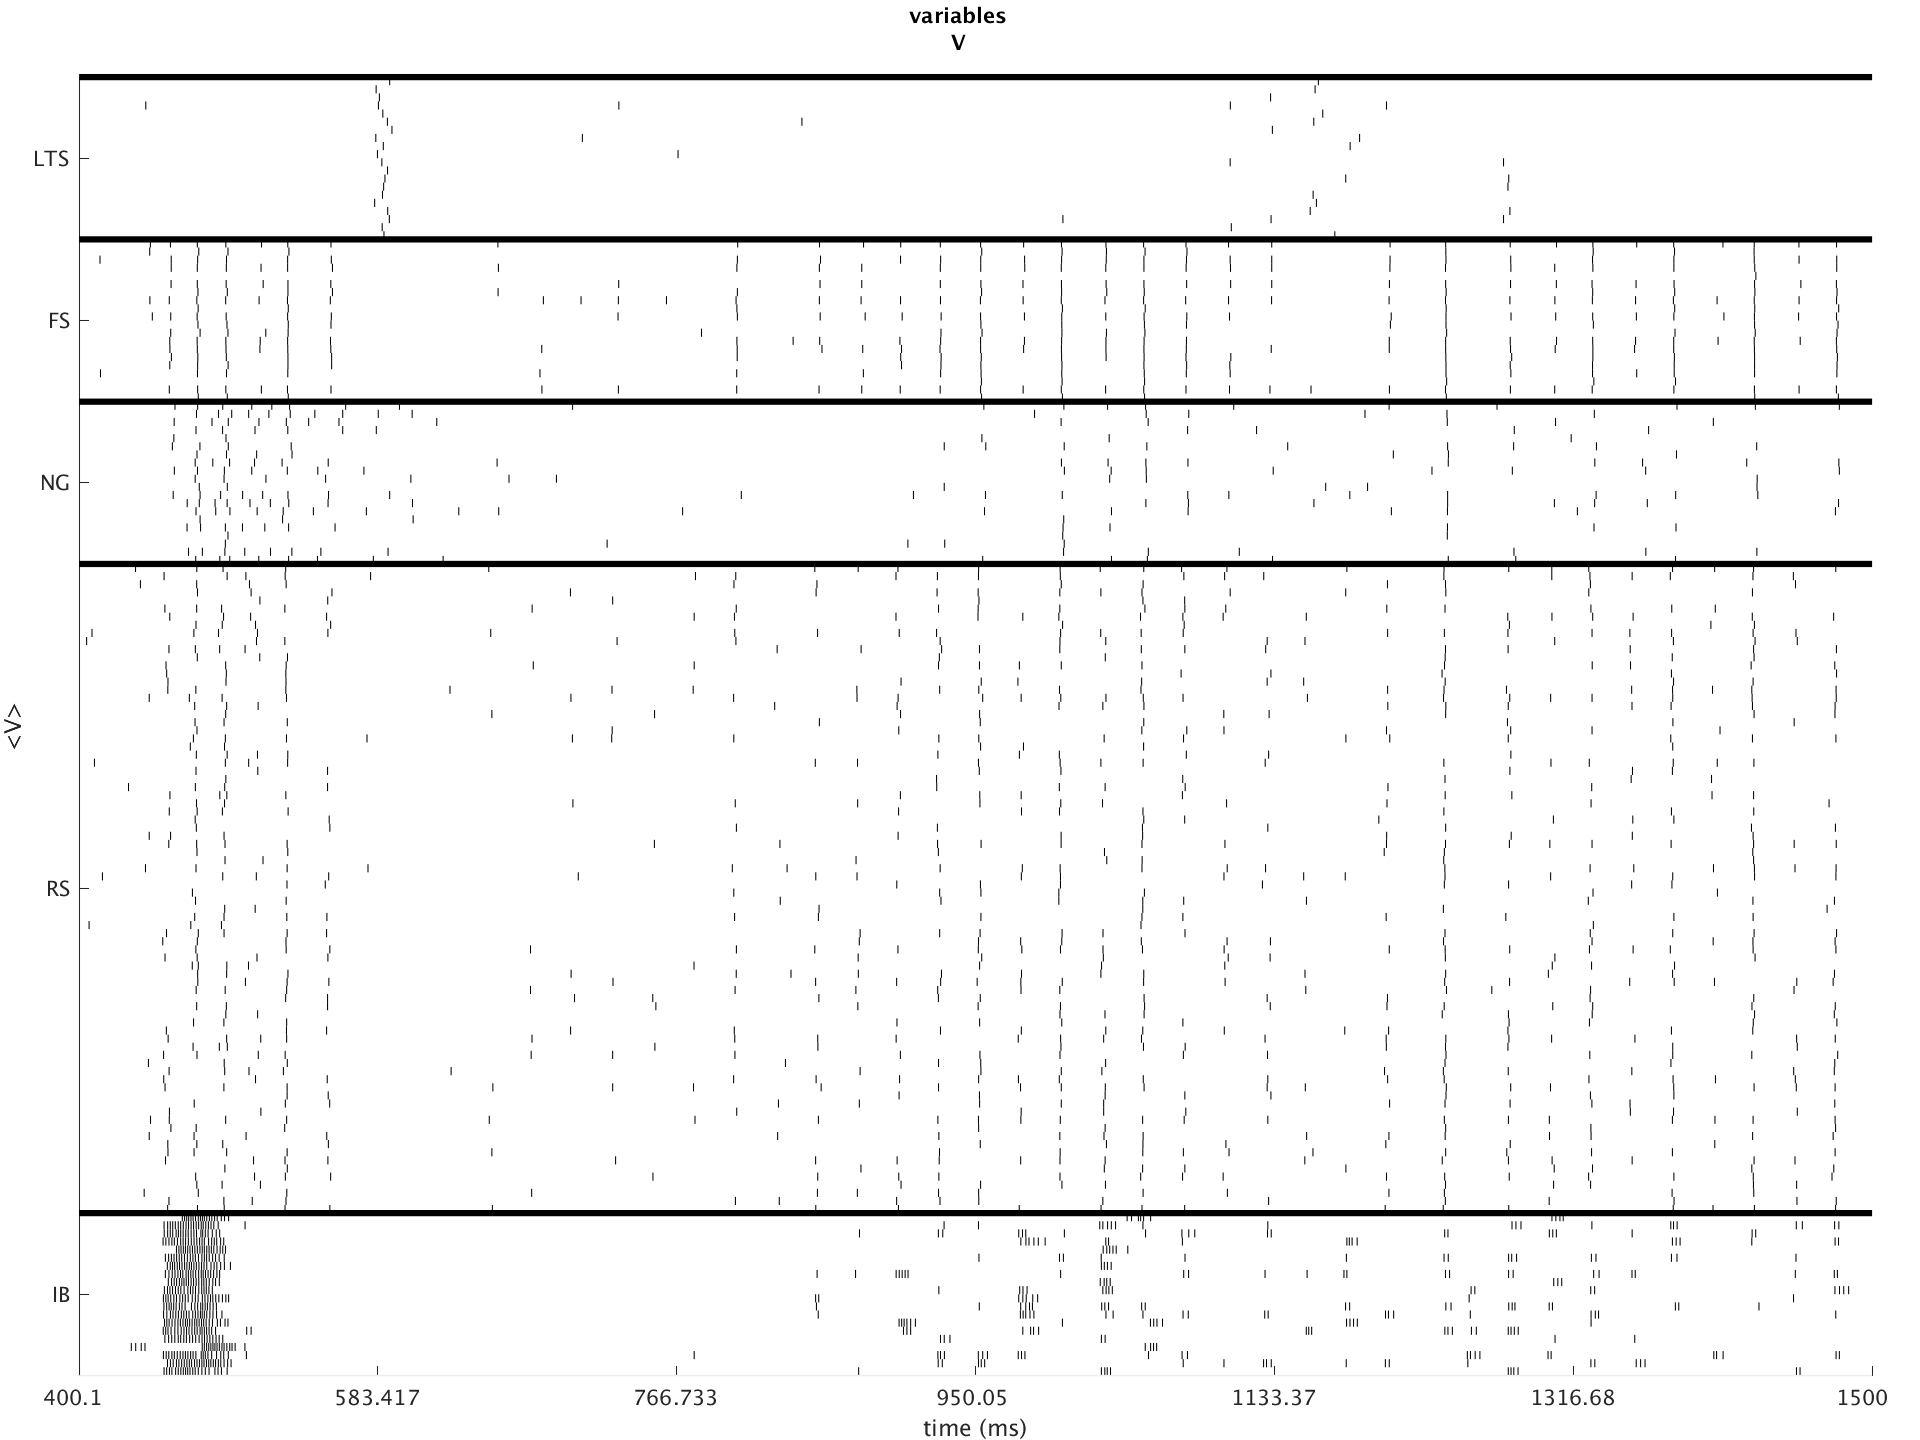 variables
V
LTS
FS
NG
RS
IB
<V>
400.1 583.417 766.733 950.05 1133.37 1316.68 1500
time (ms)